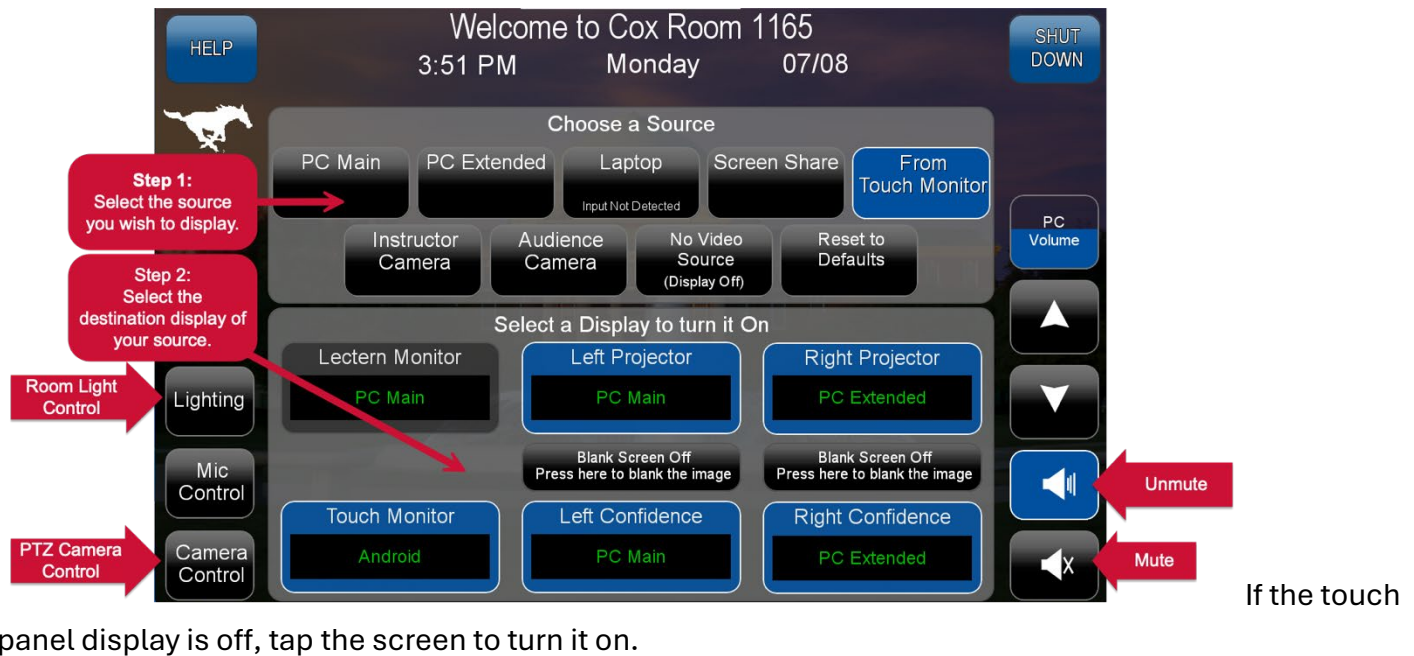 HELP
Welcome to Cox Room 1165
3:51 PM Monday 07/08
SHUT
DOWN
Choose a Source
PC Main
PC Extended
Laptop
Input Not Detected
Screen Share
From
Touch Monitor
Step 1:
Select the source
you wish to display.
Instructor
Camera
Audience
Camera
No Video
Source
(Display Off)
Reset to
Defaults
PC
Volume
Step 2:
Select the
destination display of
your source.
Select a Display to turn it On
Lectern Monitor
PC Main
Left Projector
PC Main
Right Projector
PC Extended
Room Light
Control
Lighting
Blank Screen Off
Press here to blank the image
Blank Screen Off
Press here to blank the image
Mic
Control
Unmute
Touch Monitor
Android
Left Confidence
PC Main
Right Confidence
PC Extended
PTZ Camera
Control
Camera
Control
X
Mute
If the touch
panel display is off, tap the screen to turn it on.